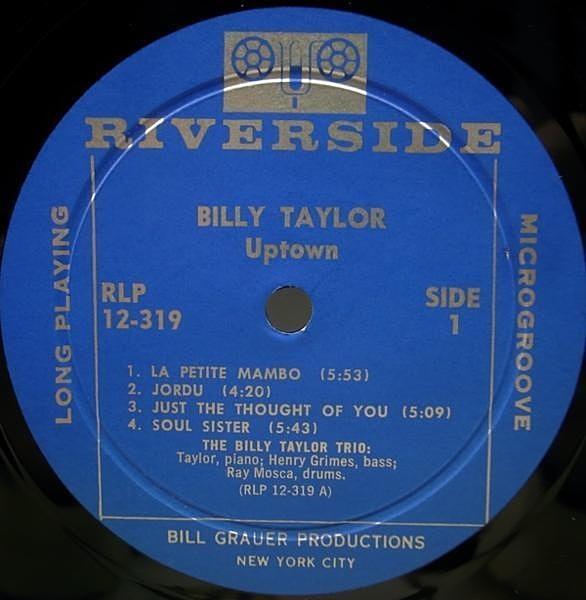 RIVERSIDE
BILLY TAYLOR
Uptown
LONG PLAYING
MICROGROOVE
RLP
12-319
SIDE
1
1. LA PETITE MAMBO (5:53)
2. JORDU (4:20)
3. JUST THE THOUGHT OF YOU (5:09)
4. SOUL SISTER (5:43)
THE BILLY TAYLOR TRIO:
Taylor, piano; Henry Grimes, bass;
Ray Mosca, drums.
(RLP 12-319 A)
BILL GRAUER PRODUCTIONS
NEW YORK CITY